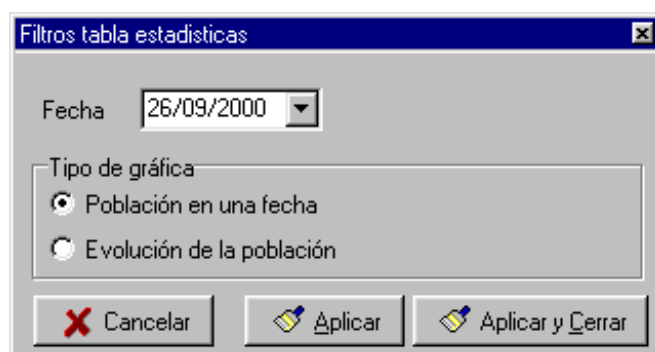 Filtros tabla estadisticas
Fecha 26/09/2000
Tipo de gráfica
Población en una fecha
Evolución de la población
Cancelar Aplicar Aplicar y Cerrar